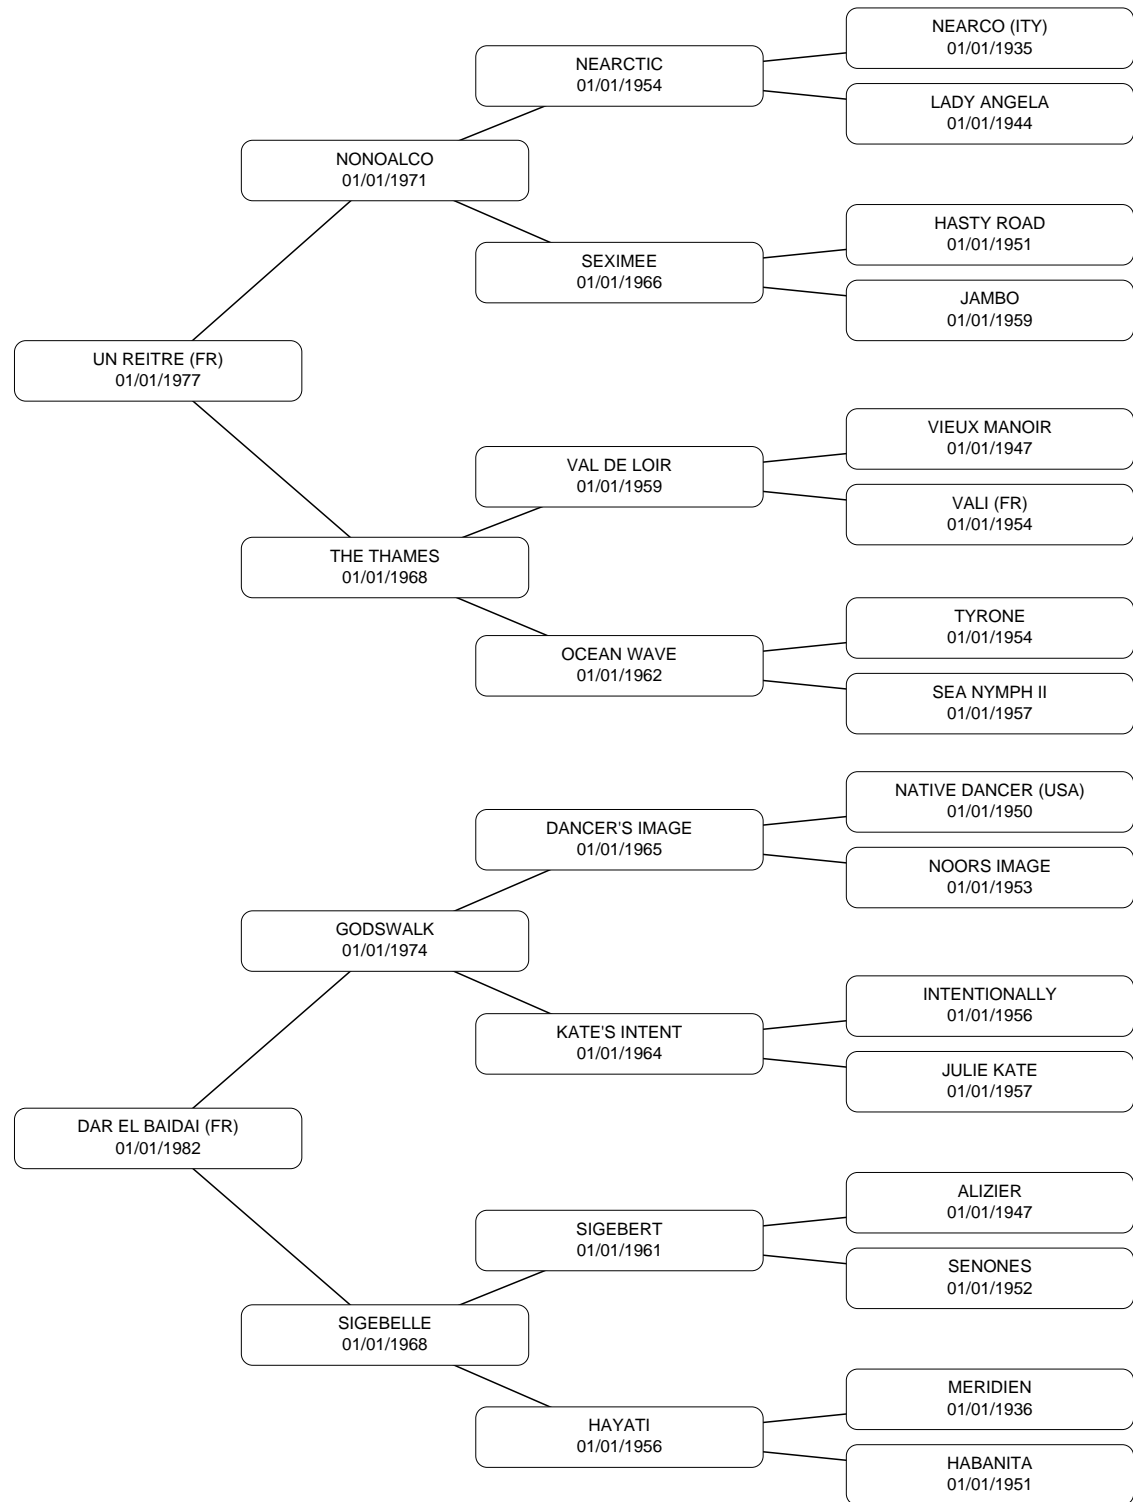 NEARCO (ITY)
01/01/1935
NEARCTIC
01/01/1954
LADY ANGELA
01/01/1944
NONOALCO
01/01/1971
HASTY ROAD
01/01/1951
SEXIMEE
01/01/1966
JAMBO
01/01/1959
UN REITRE (FR)
01/01/1977
VIEUX MANOIR
01/01/1947
VAL DE LOIR
01/01/1959
VALI (FR)
01/01/1954
THE THAMES
01/01/1968
TYRONE
01/01/1954
OCEAN WAVE
01/01/1962
SEA NYMPH II
01/01/1957
NATIVE DANCER (USA)
01/01/1950
DANCER'S IMAGE
01/01/1965
NOORS IMAGE
01/01/1953
GODSWALK
01/01/1974
INTENTIONALLY
01/01/1956
KATE'S INTENT
01/01/1964
JULIE KATE
01/01/1957
DAR EL BAIDAI (FR)
01/01/1982
ALIZIER
01/01/1947
SIGEBERT
01/01/1961
SENONES
01/01/1952
SIGEBELLE
01/01/1968
MERIDIEN
01/01/1936
HAYATI
01/01/1956
HABANITA
01/01/1951